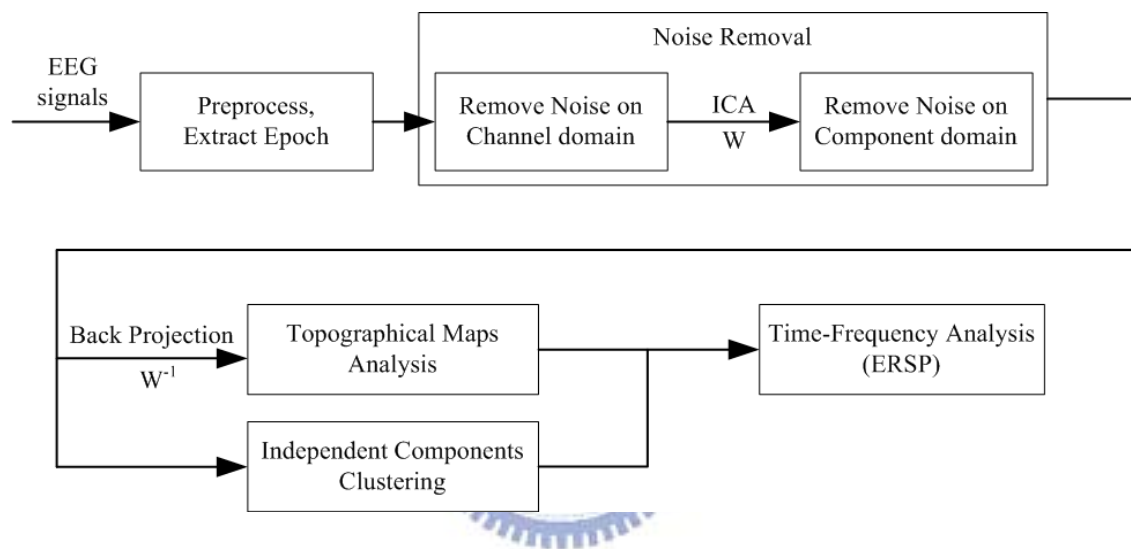 Noise Removal
EEG
signals
Preprocess,
Extract Epoch
Remove Noise on
Channel domain
ICA
W
Remove Noise on
Component domain
Back Projection
W⁻¹
Topographical Maps
Analysis
Time-Frequency Analysis
(ERSP)
Independent Components
Clustering